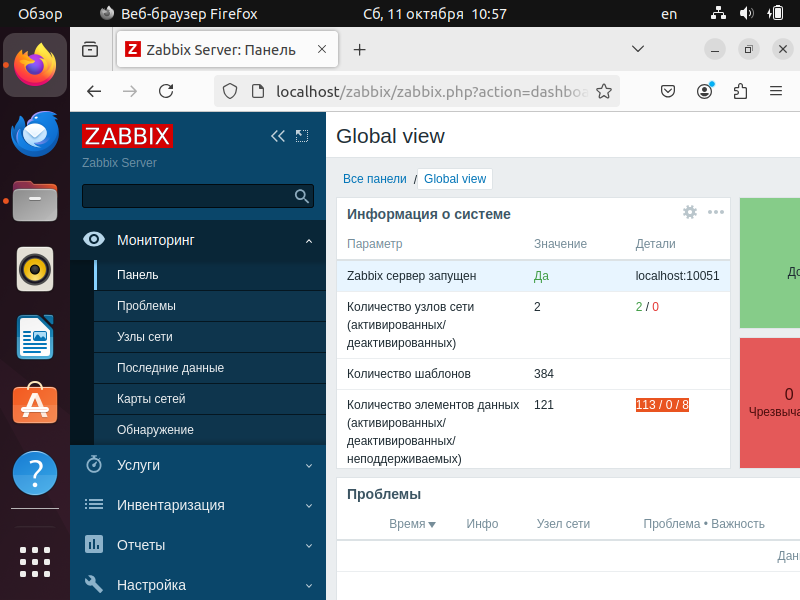 Обзор
Веб-браузер Firefox
Сб, 11 октября 10:57
en
Z
Zabbix Server: Панель
localhost/zabbix/zabbix.php?action=dashboa
ZABBIX
Zabbix Server
Мониторинг
Панель
Проблемы
Узлы сети
Последние данные
Карты сетей
Обнаружение
Услуги
Инвентаризация
Отчеты
Настройка
Global view
Все панели / Global view
Информация о системе
Параметр Значение Детали
Zabbix сервер запущен Да localhost:10051
Количество узлов сети (активированных/деактивированных) 2 2 / 0
Количество шаблонов 384
Количество элементов данных (активированных/деактивированных/неподдерживаемых) 121 113 / 0 / 8
До
0
Чрезвыча
Проблемы
Время Инфо Узел сети Проблема • Важность
Дан